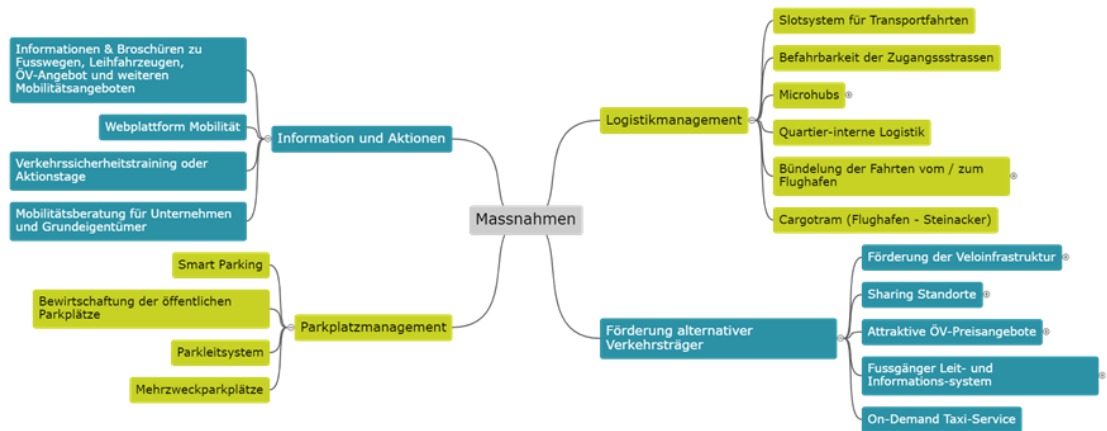 Informationen & Broschüren zu
Fusswegen, Leihfahrzeugen,
ÖV-Angebot und weiteren
Mobilitätsangeboten
Webplattform Mobilität
Verkehrssicherheitstraining oder
Aktionstage
Mobilitätsberatung für Unternehmen
und Grundeigentümer
Information und Aktionen
Smart Parking
Bewirtschaftung der öffentlichen
Parkplätze
Parkleitsystem
Mehrzweckparkplätze
Parkplatzmanagement
Massnahmen
Logistikmanagement
Slotsystem für Transportfahrten
Befahrbarkeit der Zugangssstrassen
Microhubs
Quartier-interne Logistik
Bündelung der Fahrten vom / zum
Flughafen
Cargotram (Flughafen - Steinacker)
Förderung alternativer
Verkehrsträger
Förderung der Veloinfrastruktur
Sharing Standorte
Attraktive ÖV-Preisangebote
Fussgänger Leit- und
Informations-system
On-Demand Taxi-Service